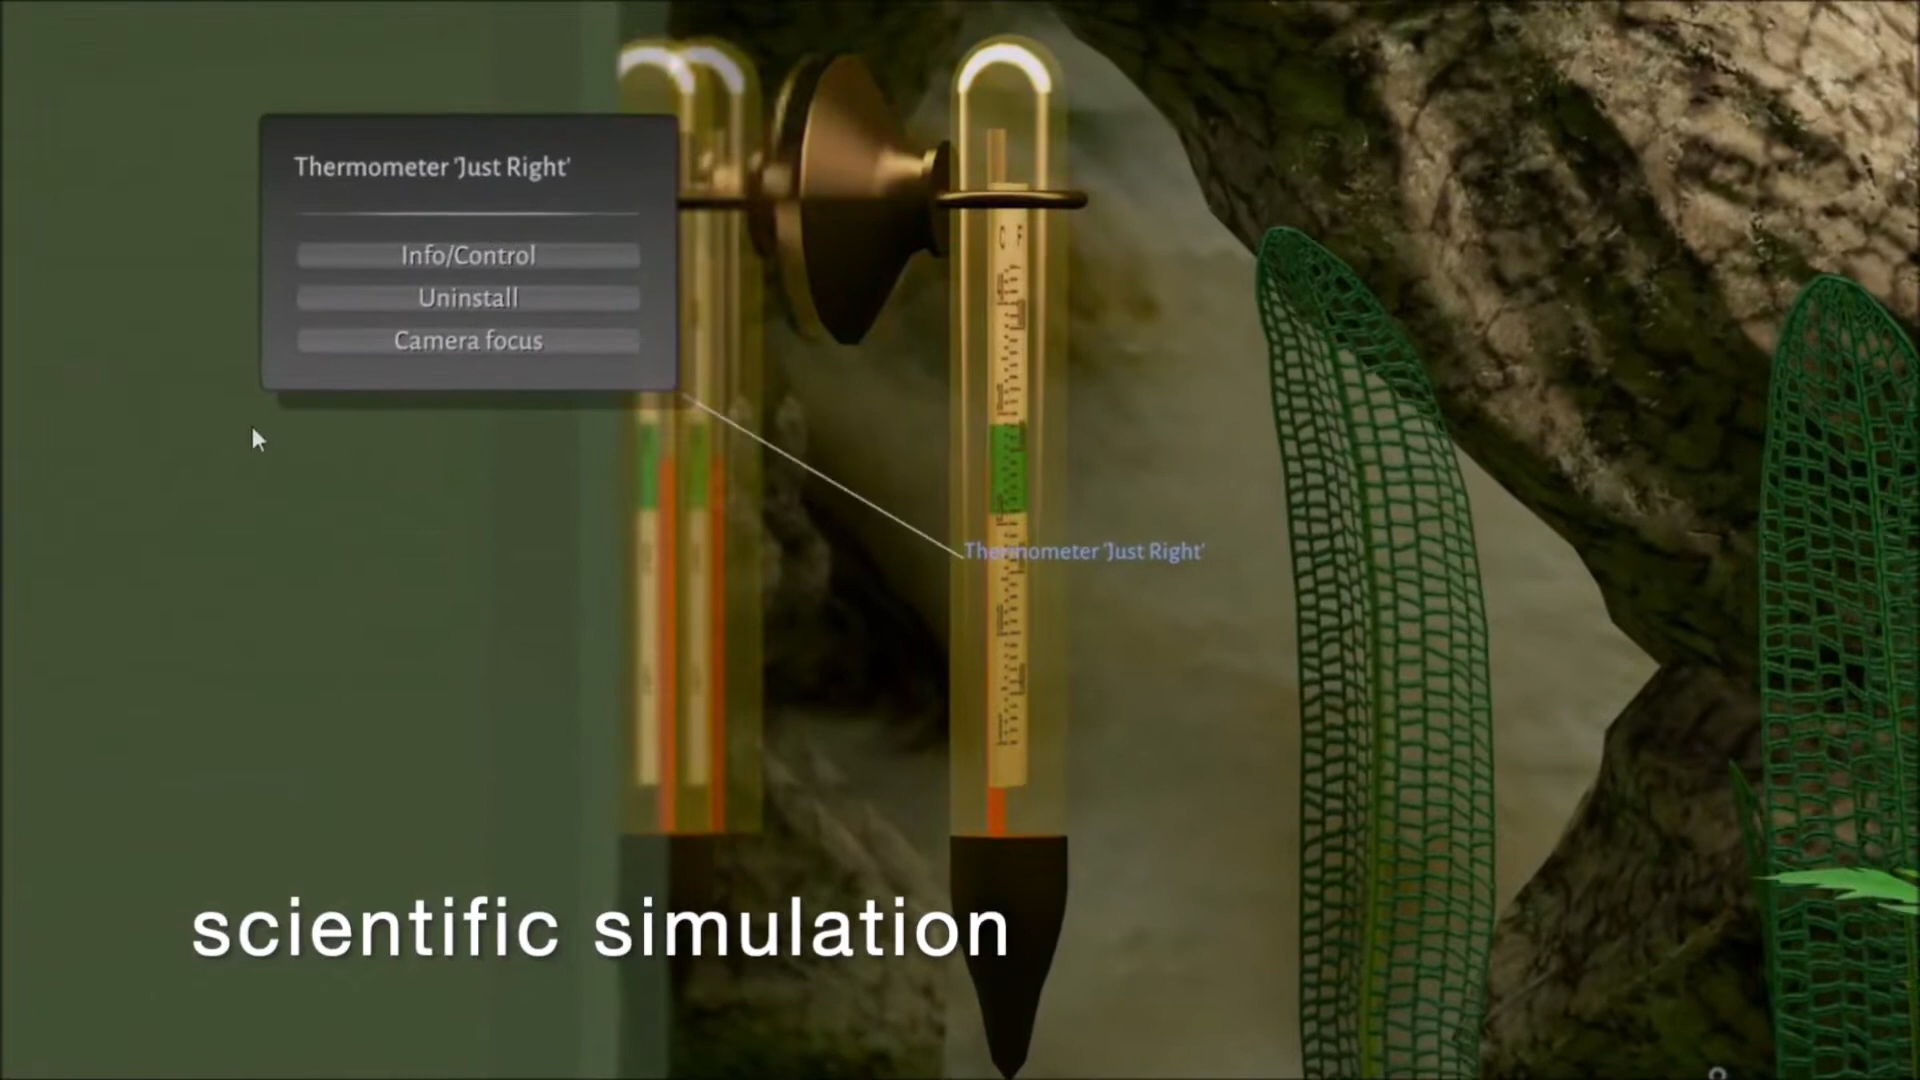 Thermometer 'Just Right'
Info/Control
Uninstall
Camera focus
C F
Thermometer 'Just Right'
scientific simulation